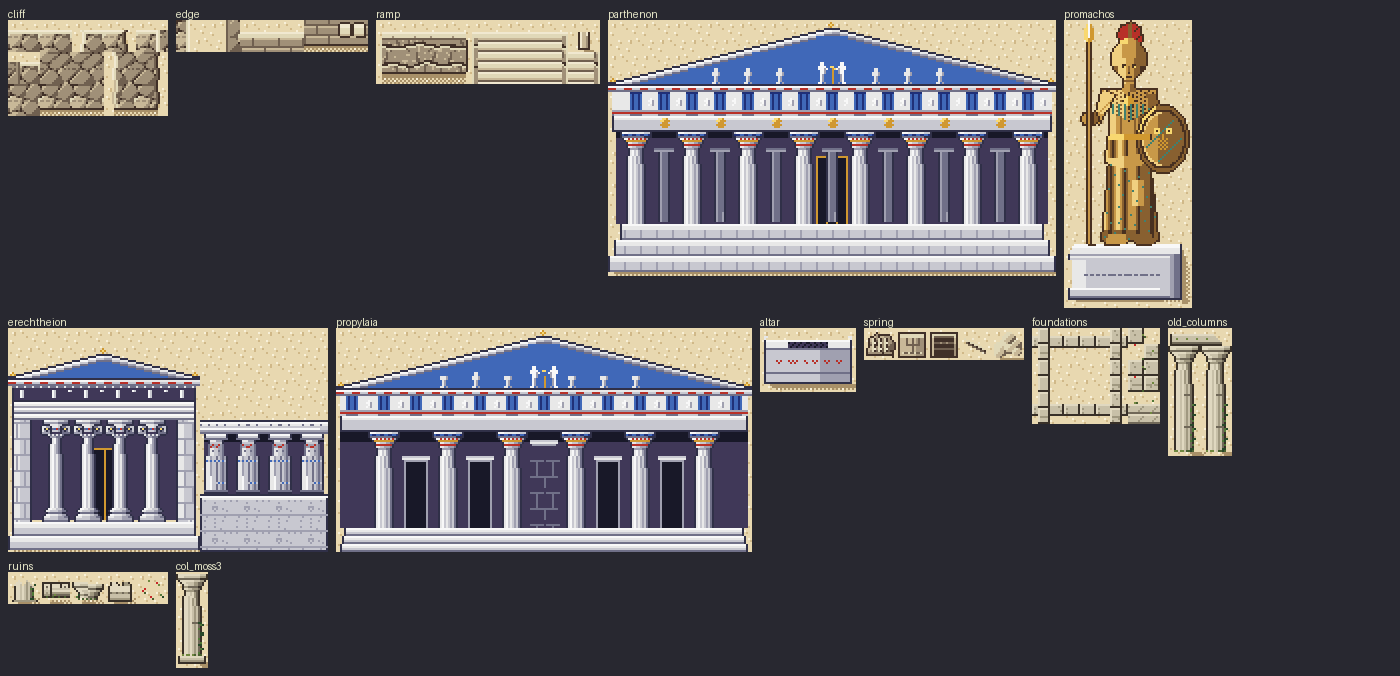 cliff
edge
ramp
parthenon
promachos
erechtheion
propylaia
altar
spring
foundations
old_columns
ruins
col_moss3